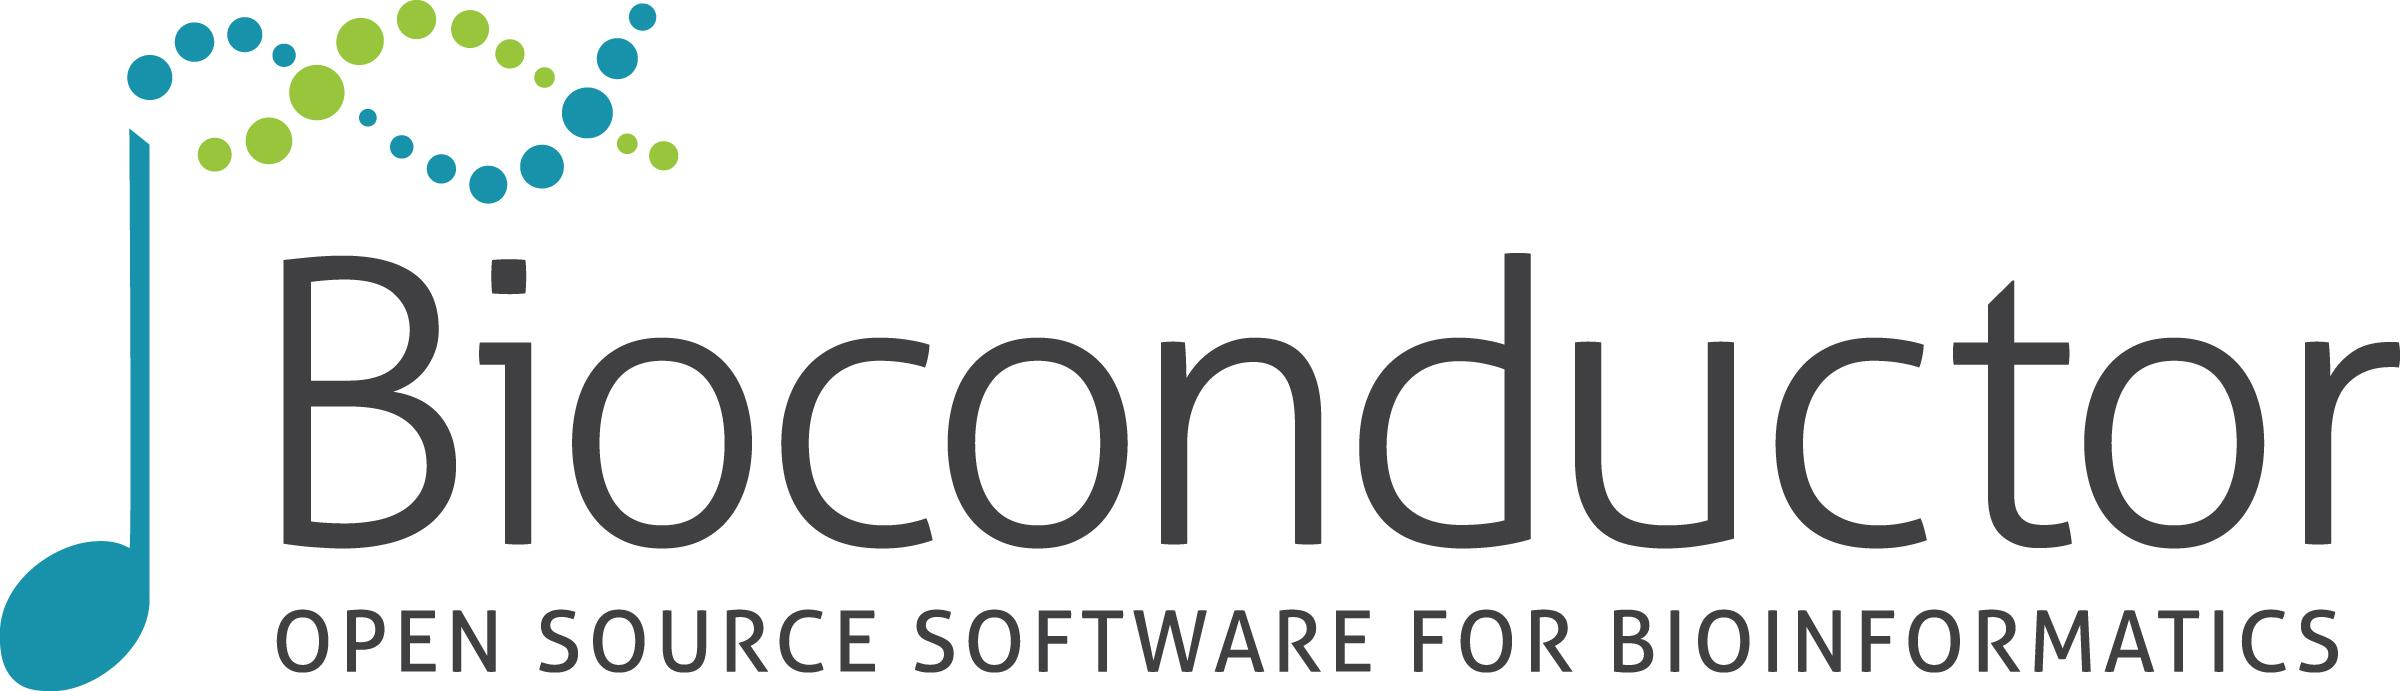 Bioconductor
OPEN SOURCE SOFTWARE FOR BIOINFORMATICS